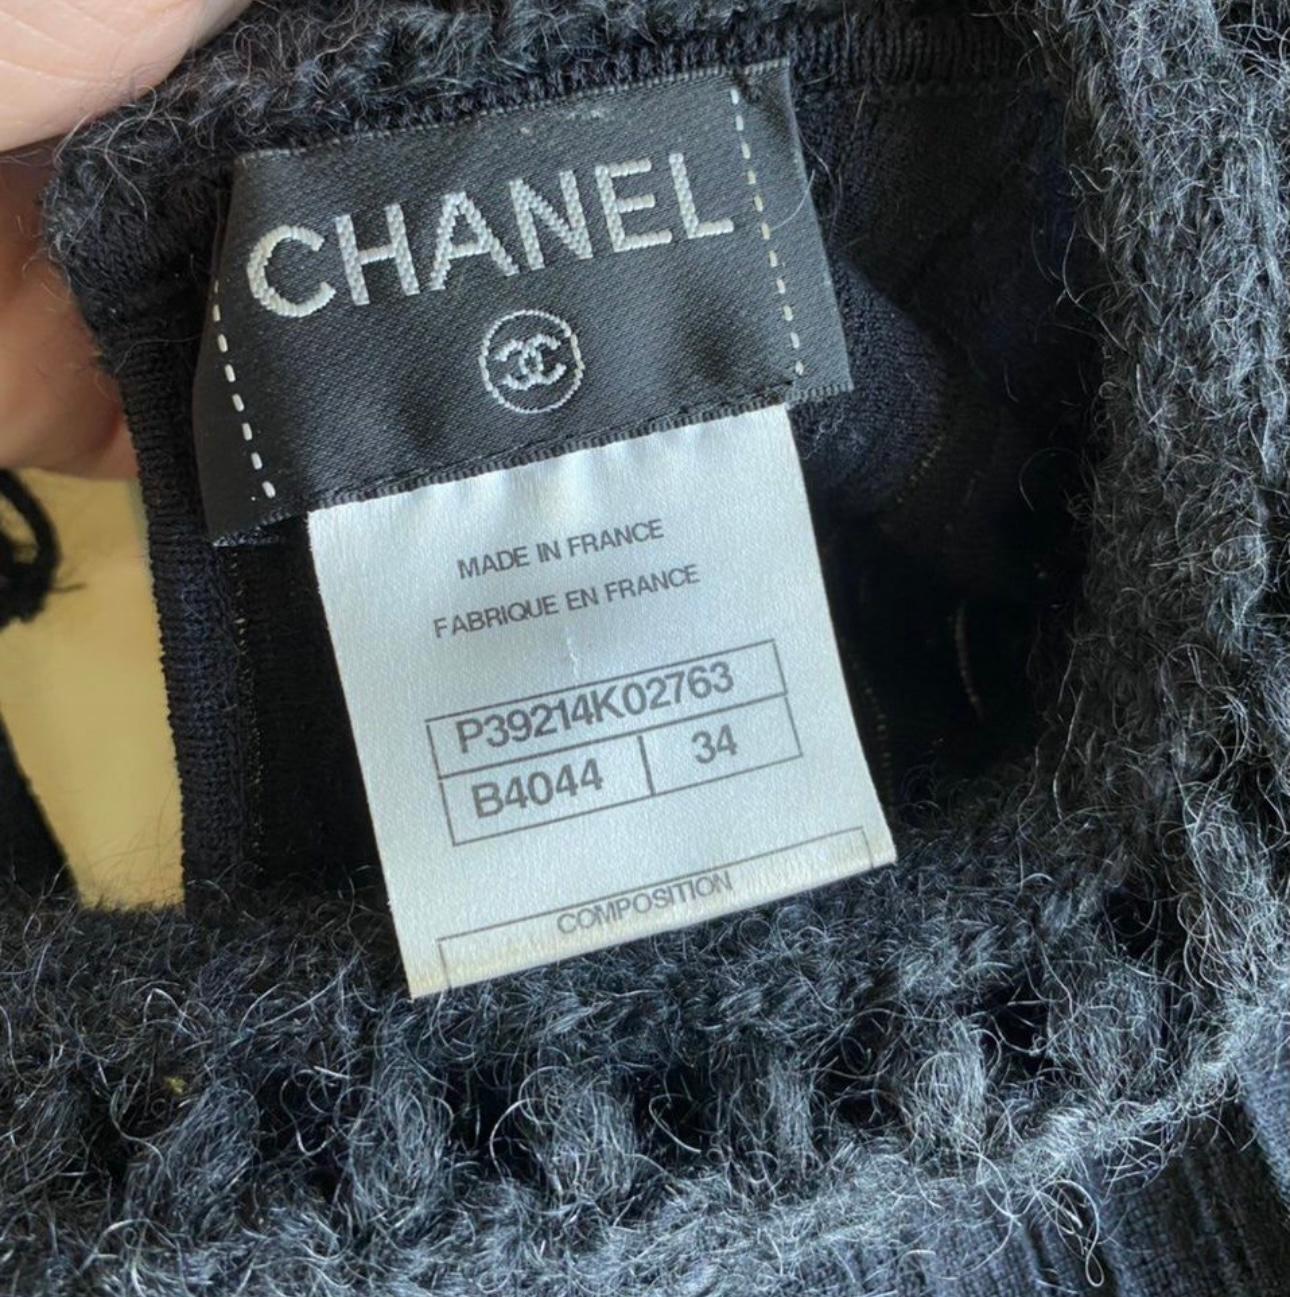 CHANEL
MADE IN FRANCE
FABRIQUE EN FRANCE
P39214K02763
B4044 34
COMPOSITION